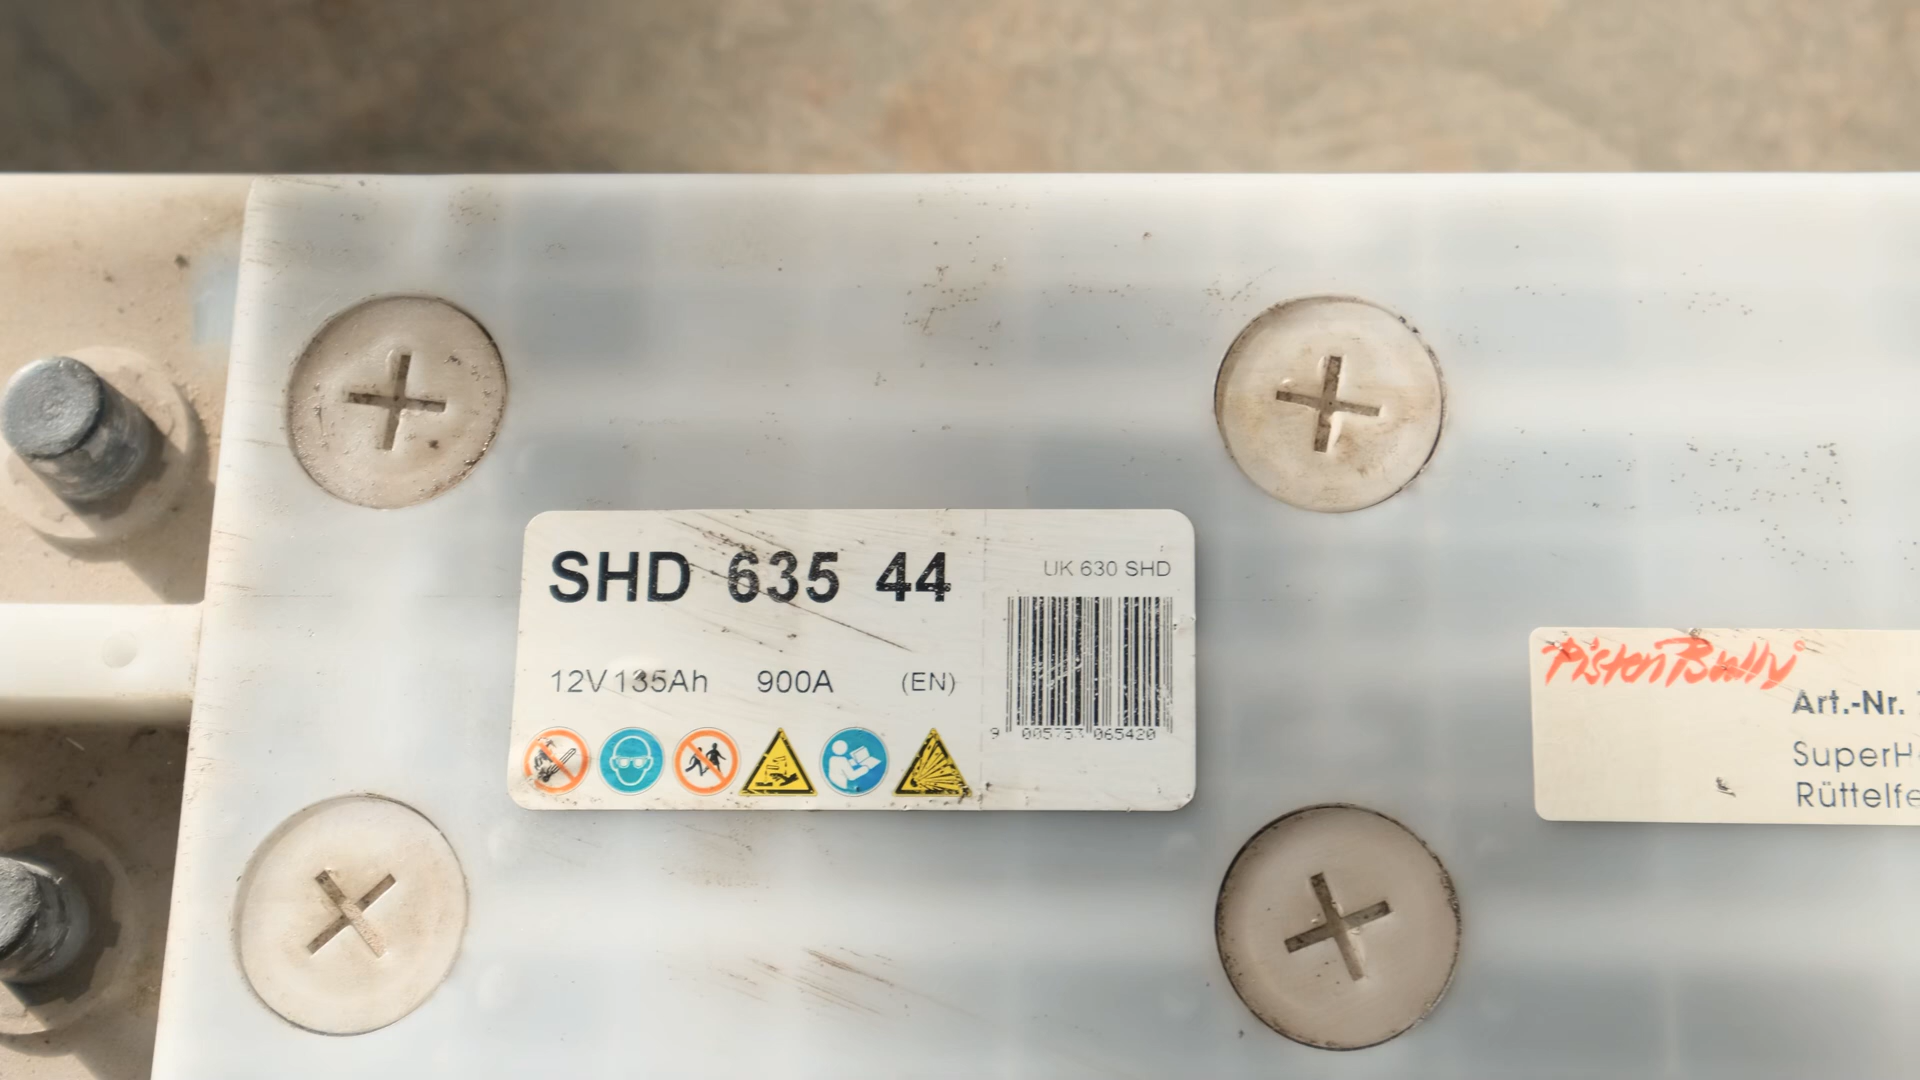 SHD 635 44
UK 630 SHD
12V 135Ah 900A (EN)
9 005753 065420
PistenBully
Art.-Nr.
SuperH
Rüttelfe